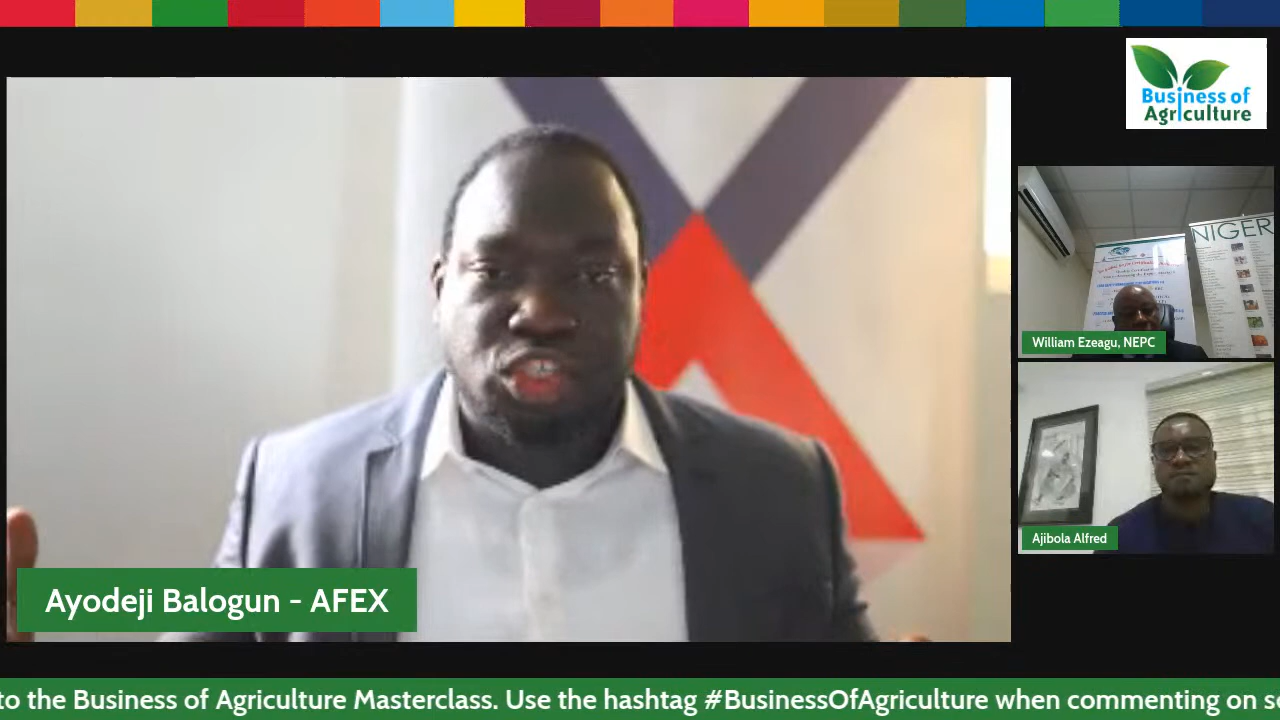 Business of
Agriculture
NIGER
William Ezeagu, NEPC
Ajibola Alfred
Ayodeji Balogun - AFEX
to the Business of Agriculture Masterclass. Use the hashtag #BusinessOfAgriculture when commenting on so